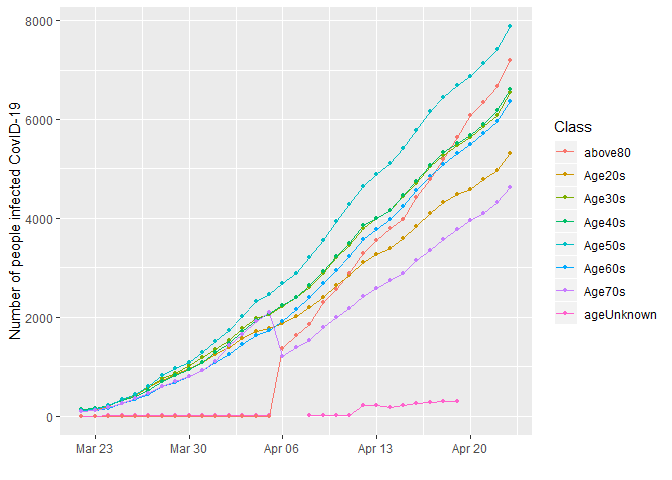 Number of people infected CovID-19
8000
6000
4000
2000
0
Mar 23
Mar 30
Apr 06
Apr 13
Apr 20
Class
above80
Age20s
Age30s
Age40s
Age50s
Age60s
Age70s
ageUnknown